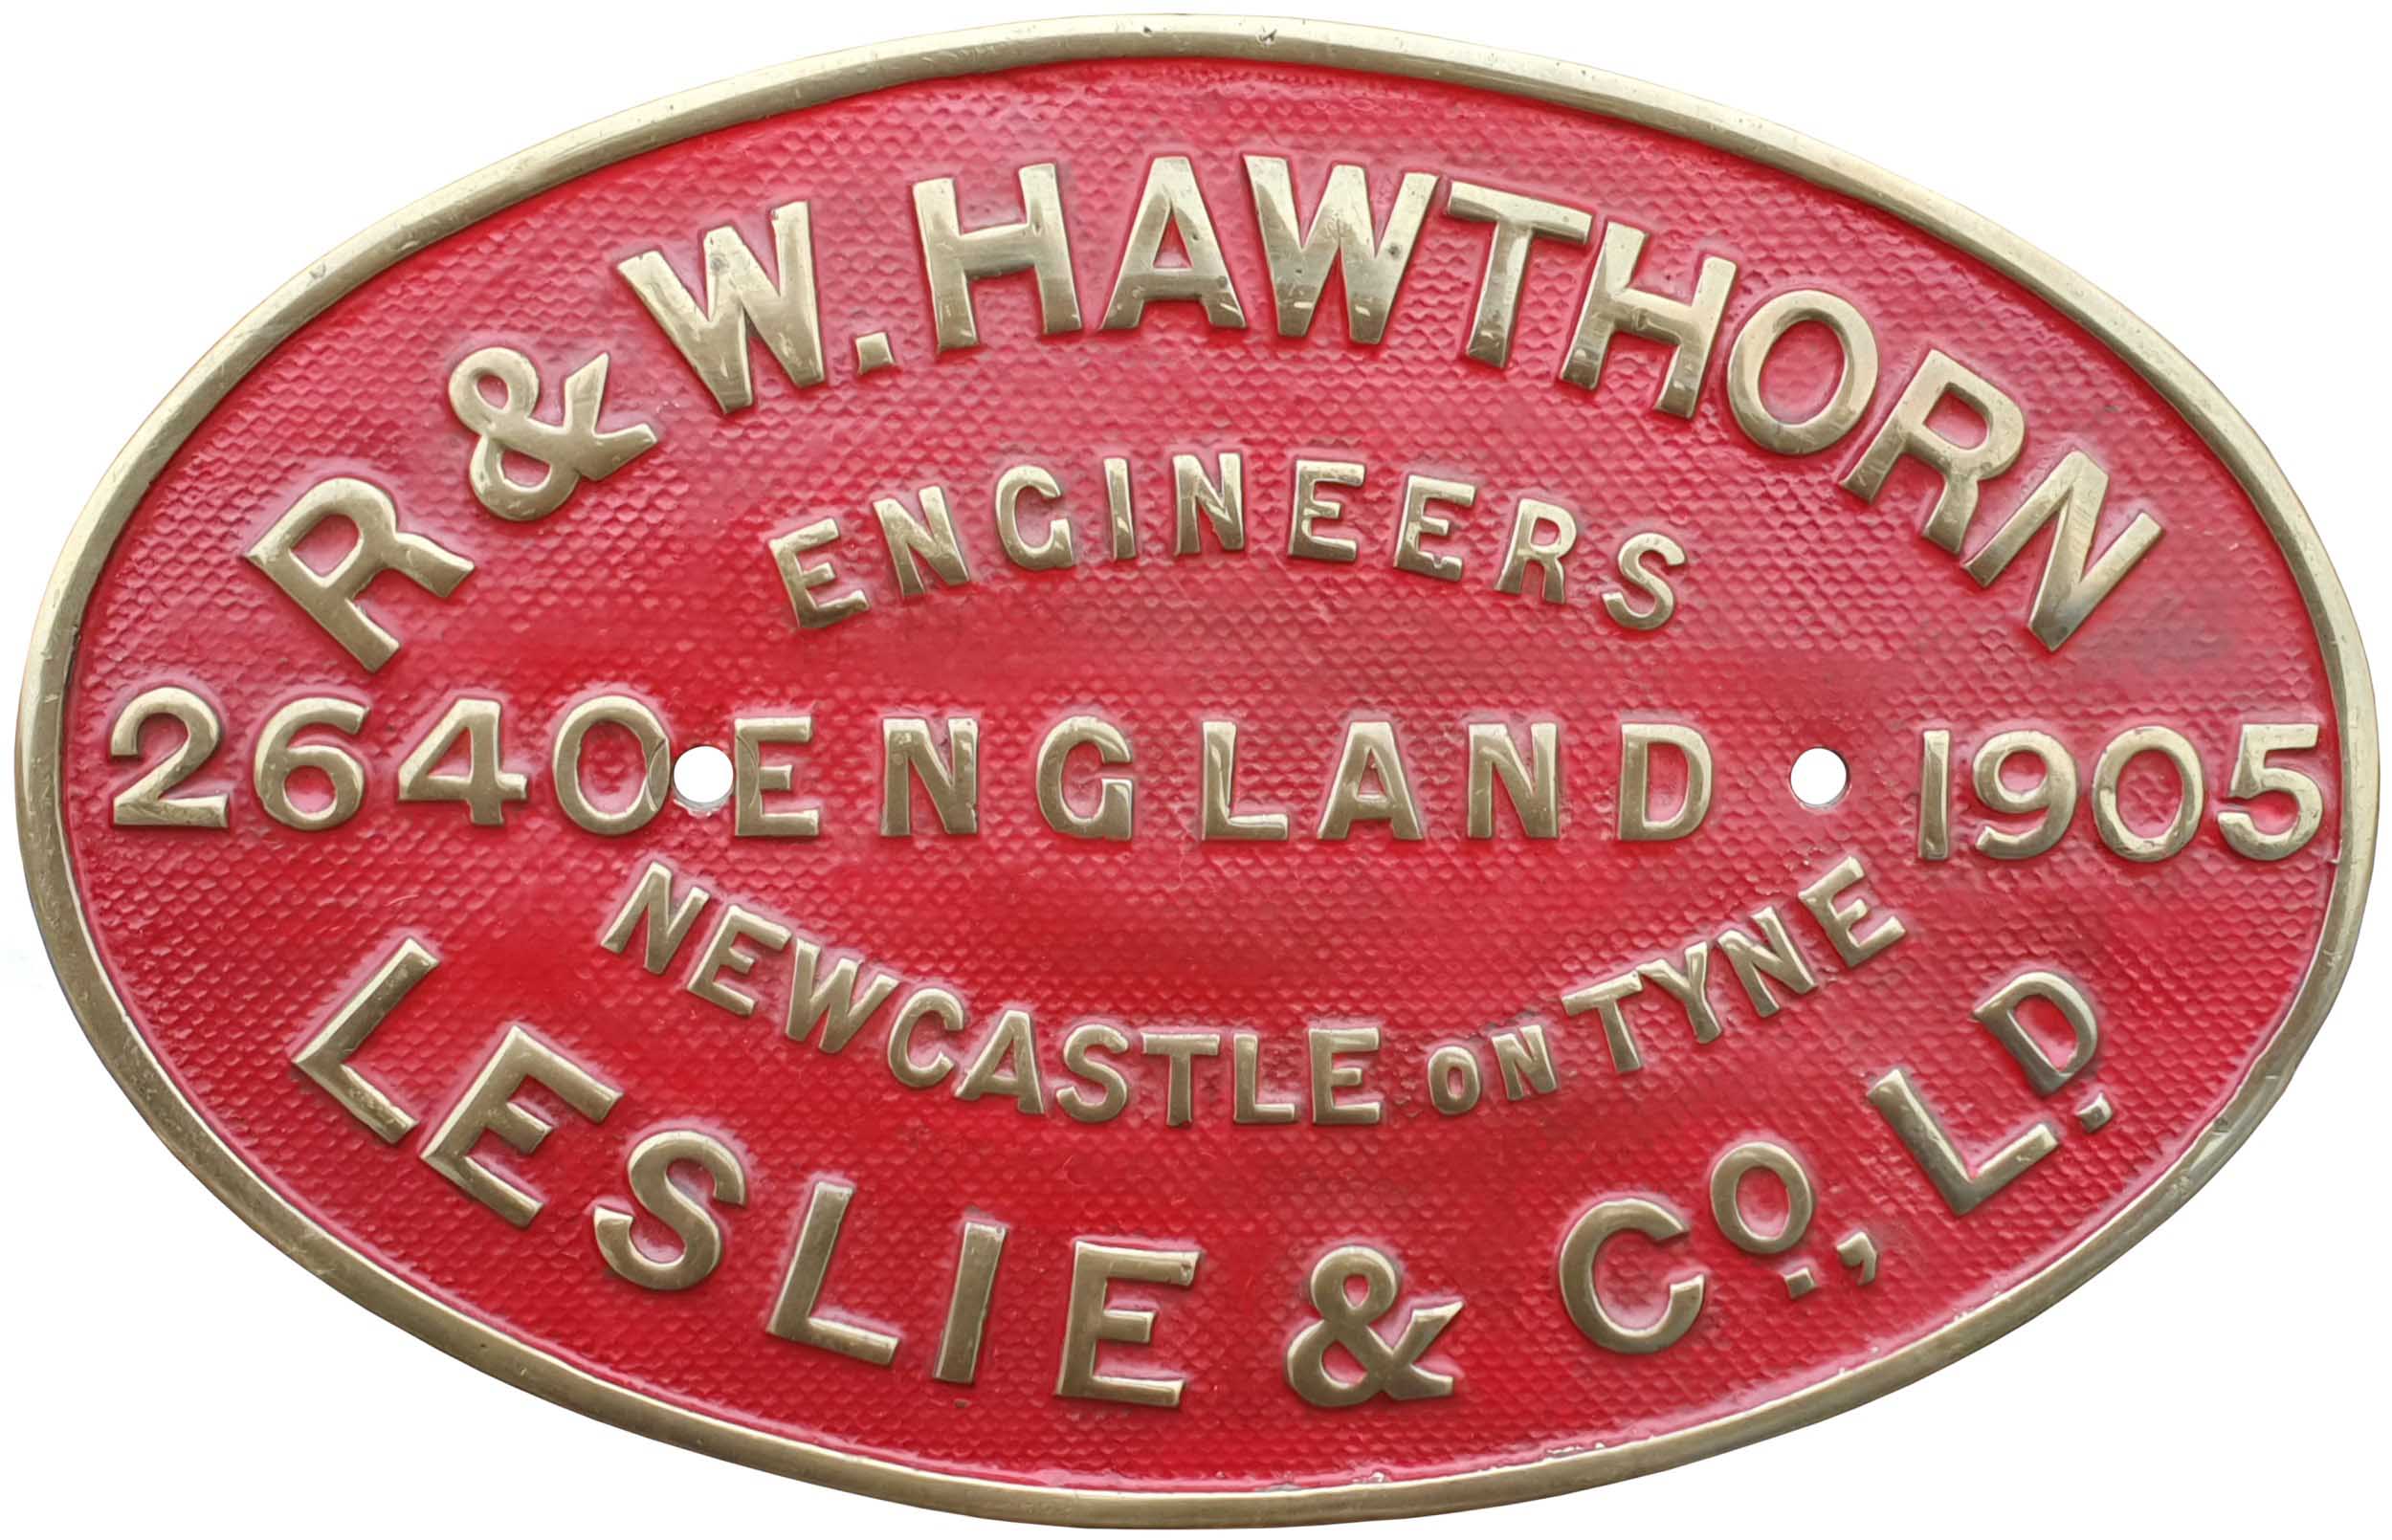 R & W. HAWTHORN
ENGINEERS
2640 ENGLAND 1905
NEWCASTLE ON TYNE
LESLIE & Co., LD.